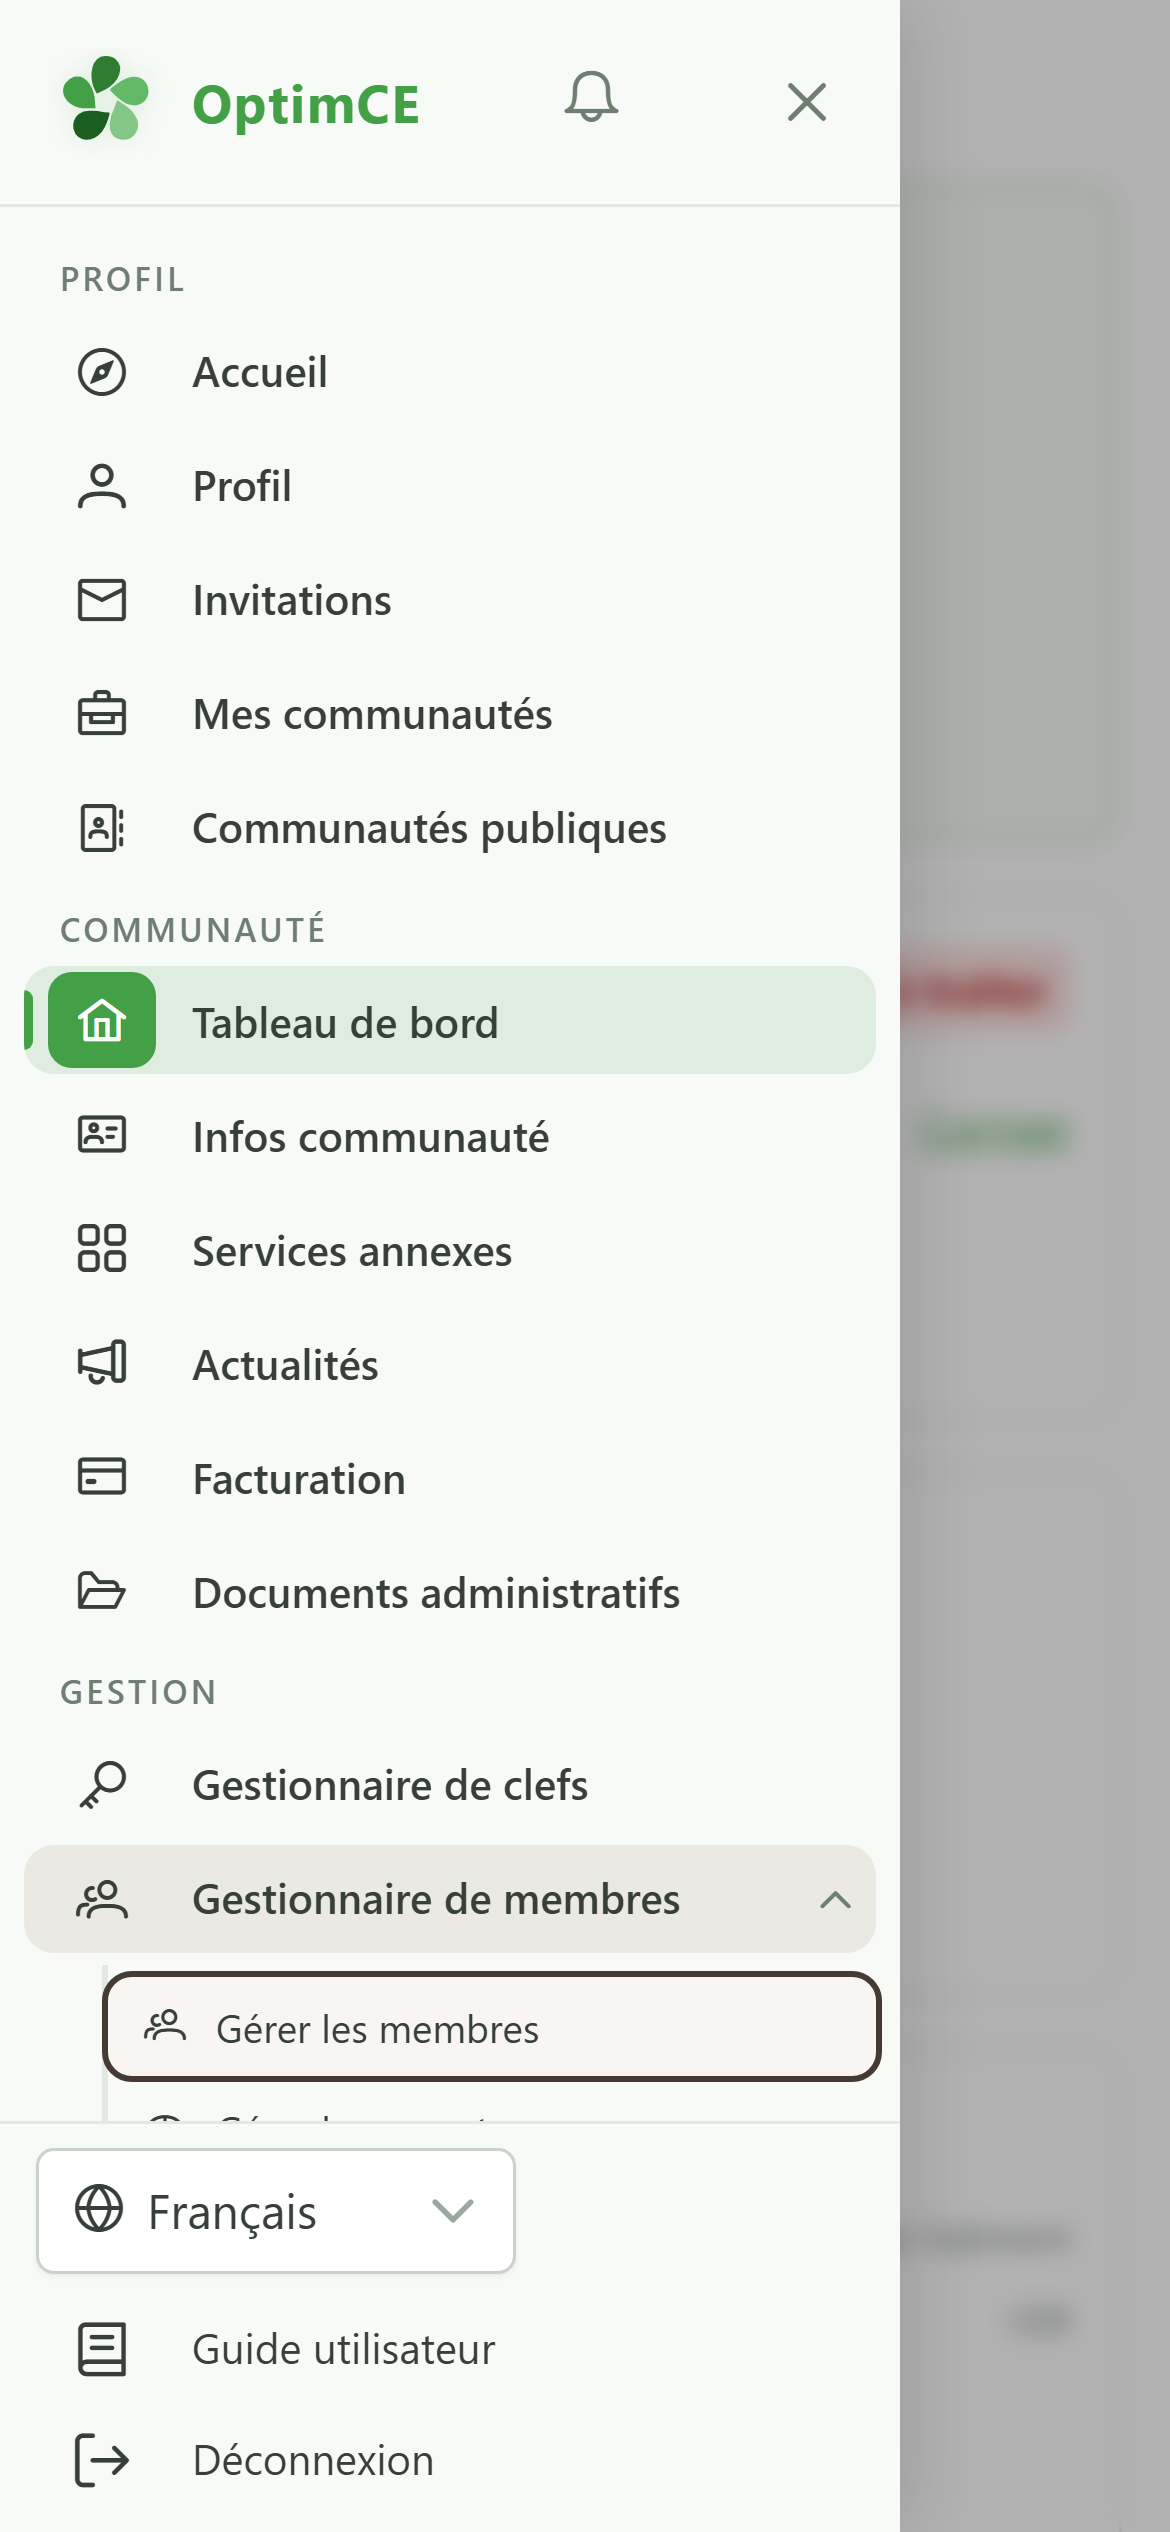 OptimCE
PROFIL
Accueil
Profil
Invitations
Mes communautés
Communautés publiques
COMMUNAUTÉ
Tableau de bord
Infos communauté
Services annexes
Actualités
Facturation
Documents administratifs
GESTION
Gestionnaire de clefs
Gestionnaire de membres
Gérer les membres
Français
Guide utilisateur
Déconnexion